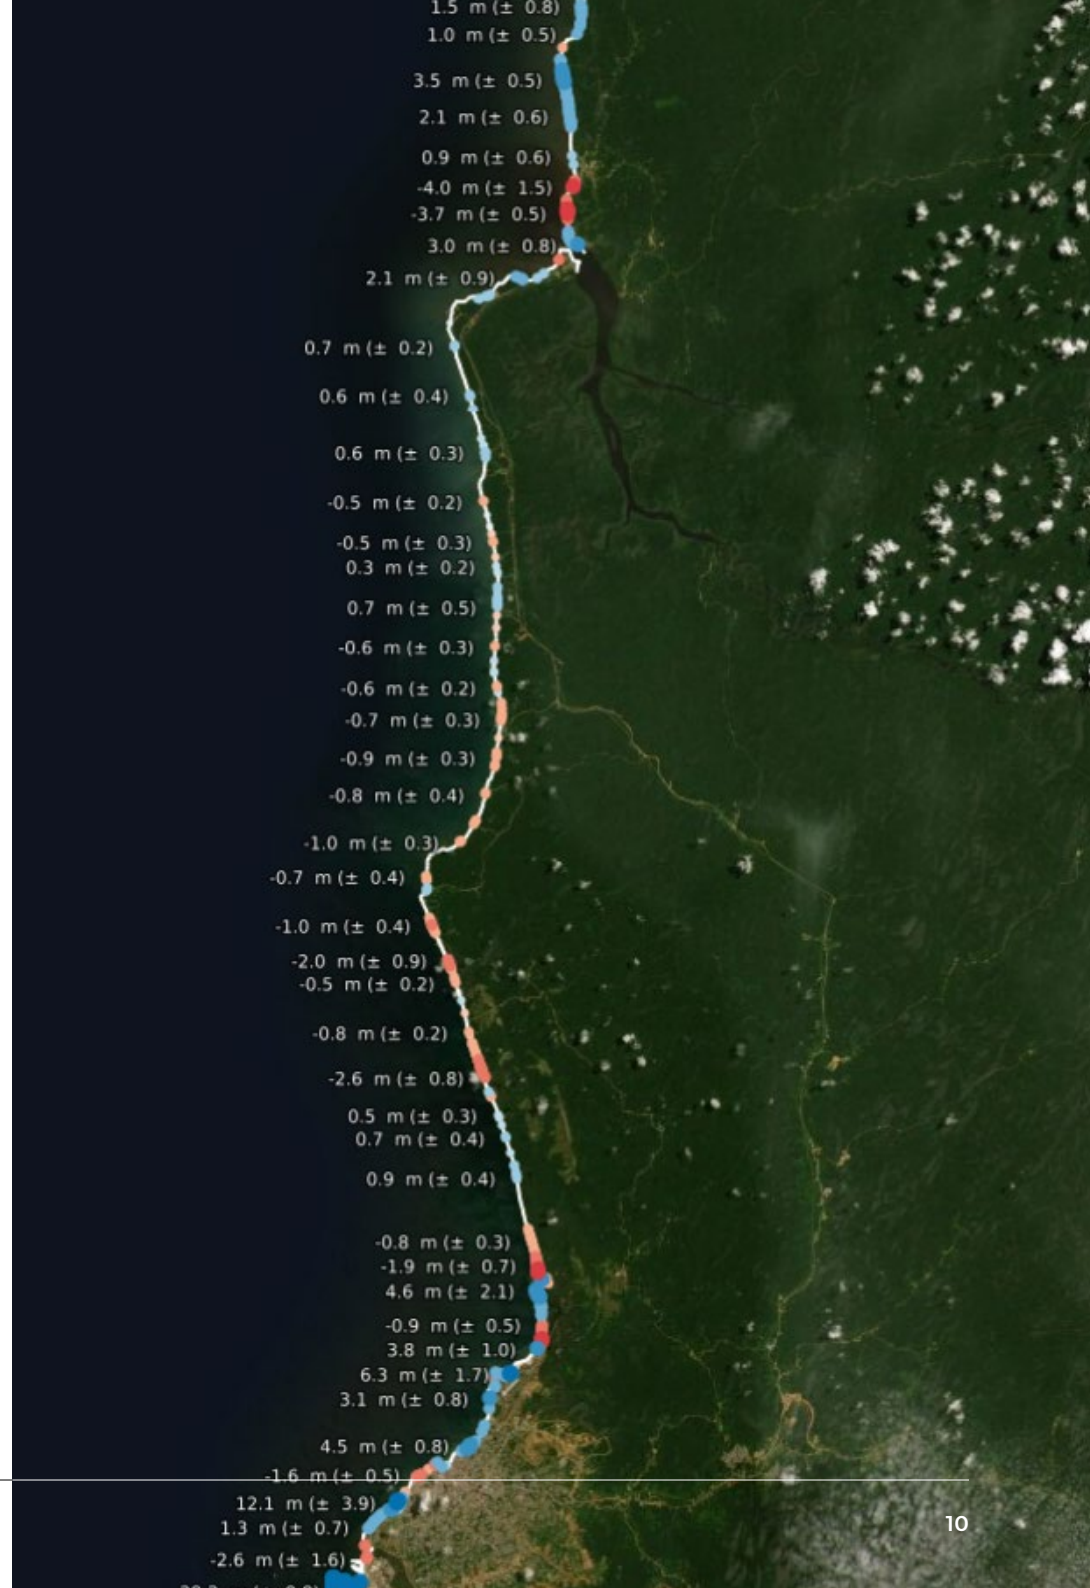 1.5 m (± 0.8)
1.0 m (± 0.5)
3.5 m (± 0.5)
2.1 m (± 0.6)
0.9 m (± 0.6)
-4.0 m (± 1.5)
-3.7 m (± 0.5)
3.0 m (± 0.8)
2.1 m (± 0.9)
0.7 m (± 0.2)
0.6 m (± 0.4)
0.6 m (± 0.3)
-0.5 m (± 0.2)
-0.5 m (± 0.3)
0.3 m (± 0.2)
0.7 m (± 0.5)
-0.6 m (± 0.3)
-0.6 m (± 0.2)
-0.7 m (± 0.3)
-0.9 m (± 0.3)
-0.8 m (± 0.4)
-1.0 m (± 0.3)
-0.7 m (± 0.4)
-1.0 m (± 0.4)
-2.0 m (± 0.9)
-0.5 m (± 0.2)
-0.8 m (± 0.2)
-2.6 m (± 0.8)
0.5 m (± 0.3)
0.7 m (± 0.4)
0.9 m (± 0.4)
-0.8 m (± 0.3)
-1.9 m (± 0.7)
4.6 m (± 2.1)
-0.9 m (± 0.5)
3.8 m (± 1.0)
6.3 m (± 1.7)
3.1 m (± 0.8)
4.5 m (± 0.8)
-1.6 m (± 0.5)
12.1 m (± 3.9)
10
1.3 m (± 0.7)
-2.6 m (± 1.6)